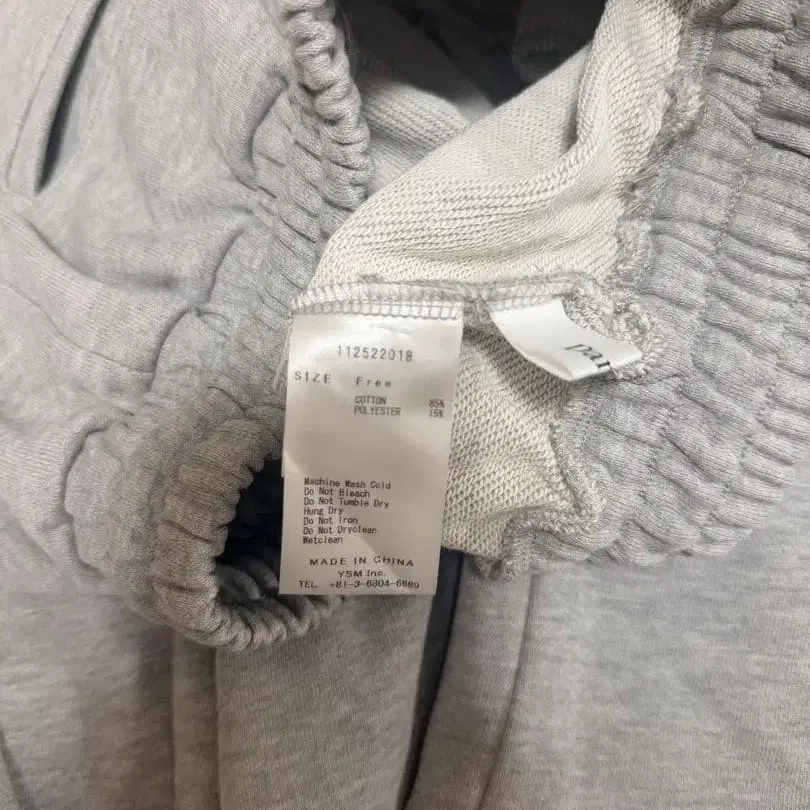 112522018
SIZE Free
COTTON 85%
POLYESTER 15%
Machine Wash Cold
Do Not Bleach
Do Not Tumble Dry
Hung Dry
Do Not Iron
Do Not Dryclean
Wetclean
MADE IN CHINA
YSM Inc.
TEL. +81-3-6804-6689